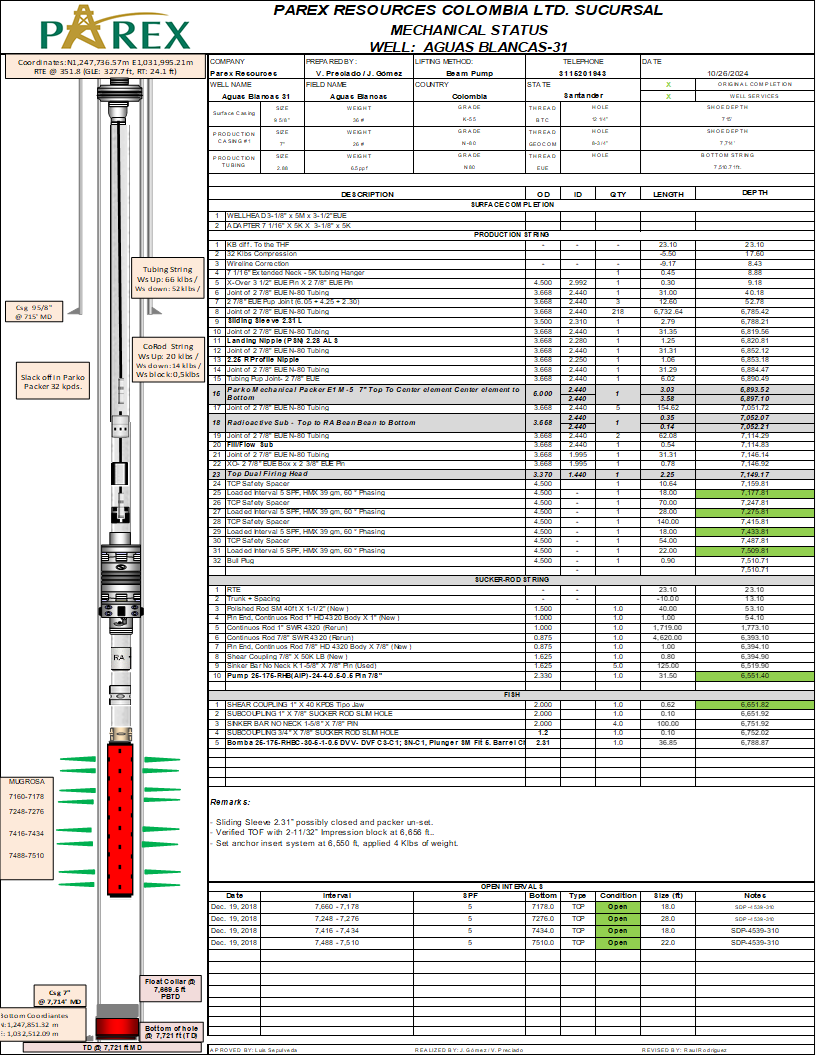 PAREX
PAREX RESOURCES COLOMBIA LTD. SUCURSAL
MECHANICAL STATUS
WELL: AGUAS BLANCAS-31
Coordinates:N1,247,736.57m E1,031,995.21m
RTE @ 351.8 (GLE: 327.7 ft, RT: 24.1 ft)
COMPANY PREPARED BY: LIFTING METHOD: TELEPHONE DATE
Parex Resources V. Preclado / J. Gómez Beam Pump 3115201943 10/26/2024
WELL NAME FIELD NAME COUNTRY STATE X ORIGINAL COMPLETION
Aguas Blancas 31 Aguas Blancas Colombia Santander X WELL SERVICES
Surface Casing SIZE WEIGHT GRADE THREAD HOLE SHOE DEPTH
9 5/8" 36 # K-55 BTC 12 1/4" 715'
PRODUCTION CASING #1 SIZE WEIGHT GRADE THREAD HOLE SHOE DEPTH
7" 26 # N-80 GEOCOM 8-3/4" 7,714'
PRODUCTION TUBING SIZE WEIGHT GRADE THREAD HOLE BOTTOM STRING
2.88 6.5 ppf N80 EUE 7,510.71ft.
DESCRIPTION OD ID QTY LENGTH DEPTH
SURFACE COMPLETION
1 WELLHEAD 3-1/8" x 5M x 3-1/2"EUE
2 ADAPTER 7 1/16" X 5K X 3-1/8" x 5K
PRODUCTION STRING
1 KB diff. To the THF - - - 23.10 23.10
2 32 Klbs Compression -5.50 17.60
3 Wireline Correction - - - -9.17 8.43
4 7 1/16" Extended Neck - 5K tubing Hanger 1 0.45 8.88
5 X-Over 3 1/2" EUE Pin X 2 7/8" EUE Pin 4.500 2.992 1 0.30 9.18
6 Joint of 2 7/8" EUE N-80 Tubing 3.668 2.440 1 31.00 40.18
7 2 7/8" EUE Pup Joint (6.05 + 4.25 + 2.30) 3.668 2.440 3 12.60 52.78
8 Joint of 2 7/8" EUE N-80 Tubing 3.668 2.440 218 6,732.64 6,785.42
9 Sliding Sleeve 2.31 L 3.500 2.310 1 2.79 6,788.21
10 Joint of 2 7/8" EUE N-80 Tubing 3.668 2.440 1 31.35 6,819.56
11 Landing Nipple (PSN) 2.28 AL S 3.668 2.280 1 1.25 6,820.81
12 Joint of 2 7/8" EUE N-80 Tubing 3.668 2.440 1 31.31 6,852.12
13 2.25 R Profile Nipple 3.668 2.250 1 1.06 6,853.18
14 Joint of 2 7/8" EUE N-80 Tubing 3.668 2.440 1 31.29 6,884.47
15 Tubing Pup Joint- 2 7/8" EUE 3.668 2.440 1 6.02 6,890.49
16 Parko Mechanical Packer E1 M -5 7" Top To Center element Center element to Bottom 6.000 2.440 1 3.03 6,893.52
2.440 3.58 6,897.10
17 Joint of 2 7/8" EUE N-80 Tubing 3.668 2.440 5 154.62 7,051.72
18 Radioactive Sub - Top to RA Bean Bean to Bottom 3.668 2.440 1 0.35 7,052.07
2.440 0.14 7,052.21
19 Joint of 2 7/8" EUE N-80 Tubing 3.668 2.440 2 62.08 7,114.29
20 Fill/Flow Sub 3.668 2.440 1 0.54 7,114.83
21 Joint of 2 7/8" EUE N-80 Tubing 3.668 1.995 1 31.31 7,146.14
22 XO- 2 7/8" EUE Box x 2 3/8" EUE Pin 3.668 1.995 1 0.78 7,146.92
23 Top Dual Firing Head 3.370 1.440 1 2.25 7,149.17
24 TCP Safety Spacer 4.500 1 10.64 7,159.81
25 Loaded Interval 5 SPF, HMX 39 gm, 60 ° Phasing 4.500 - 1 18.00 7,177.81
26 TCP Safety Spacer 4.500 - 1 70.00 7,247.81
27 Loaded Interval 5 SPF, HMX 39 gm, 60 ° Phasing 4.500 - 1 28.00 7,275.81
28 TCP Safety Spacer 4.500 - 1 140.00 7,415.81
29 Loaded Interval 5 SPF, HMX 39 gm, 60 ° Phasing 4.500 - 1 18.00 7,433.81
30 TCP Safety Spacer 4.500 - 1 54.00 7,487.81
31 Loaded Interval 5 SPF, HMX 39 gm, 60 ° Phasing 4.500 - 1 22.00 7,509.81
32 Bull Plug 4.500 - 1 0.90 7,510.71
- 7,510.71
SUCKER-ROD STRING
1 RTE - - 23.10 23.10
2 Trunk + Spacing - - -10.00 13.10
3 Polished Rod SM 40ft X 1-1/2" (New ) 1.500 1.0 40.00 53.10
4 Pin End, Continuos Rod 1" HD4320 Body X 1" (New ) 1.000 1.0 1.00 54.10
5 Continuos Rod 1" SWR 4320 (Rerun) 1.000 1.0 1,719.00 1,773.10
6 Continuos Rod 7/8" SWR 4320 (Rerun) 0.875 1.0 4,620.00 6,393.10
7 Pin End, Continuos Rod 7/8" HD 4320 Body X 7/8" (New ) 0.875 1.0 1.00 6,394.10
8 Shear Coupling 7/8" X 50K LB (New ) 1.625 1.0 0.80 6,394.90
9 Sinker Bar No Neck K 1-5/8" X 7/8" Pin (Used) 1.625 5.0 125.00 6,519.90
10 Pump 25-175-RHB(AIP)-24-4-0.5-0.5 Pin 7/8" 2.330 1.0 31.50 6,551.40
FISH
1 SHEAR COUPLING 1" X 40 KPDS Tipo Jaw 2.000 1.0 0.62 6,651.82
2 SUBCOUPLING 1" X 7/8" SUCKER ROD SLIM HOLE 2.000 1.0 0.10 6,651.92
3 SINKER BAR NO NECK 1-5/8" X 7/8" PIN 2.000 4.0 100.00 6,751.92
4 SUBCOUPLING 3/4" X 7/8" SUCKER ROD SLIM HOLE 1.2 1.0 0.10 6,752.02
5 Bomba 25-175-RHBC-30-5-1-0.5 DVV- DVF C3-C1; SN-C1, Plunger SM Fit 5. Barrel Ch 2.31 1.0 36.85 6,788.87
Remarks:
- Sliding Sleeve 2.31" possibly closed and packer un-set.
- Verified TOF with 2-11/32" Impression block at 6,656 ft..
- Set anchor insert system at 6,550 ft, applied 4 Klbs of weight.
OPEN INTERVALS
Date Interval SPF Bottom Type Condition Size (ft) Notes
Dec. 19, 2018 7,660 - 7,178 5 7178.0 TCP Open 18.0 SDP-4539-310
Dec. 19, 2018 7,248 - 7,276 5 7276.0 TCP Open 28.0 SDP-4539-310
Dec. 19, 2018 7,416 - 7,434 5 7434.0 TCP Open 18.0 SDP-4539-310
Dec. 19, 2018 7,488 - 7,510 5 7510.0 TCP Open 22.0 SDP-4539-310
APROVED BY: Luis Sepulveda REALIZED BY: J. Gómez / V. Preclado REVISED BY: Raul Rodríguez
Tubing String
Ws Up: 66 klbs /
Ws down: 52 klbs /
Csg 9 5/8"
@ 715' MD
CoRod String
Ws Up: 20 klbs /
Ws down: 14 klbs /
Ws block: 0,5klbs
Slack off in Parko
Packer 32 kpds.
RA
MUGROSA
7160-7178
7248-7276
7416-7434
7488-7510
Float Collar @
7,669.5 ft
PBTD
Csg 7"
@ 7,714' MD
Bottom Coordiantes
N:1,247,851.32 m
E: 1,032,512.09 m
Bottom of hole
@ 7,721 ft (TD)
TD @ 7,721 ft MD